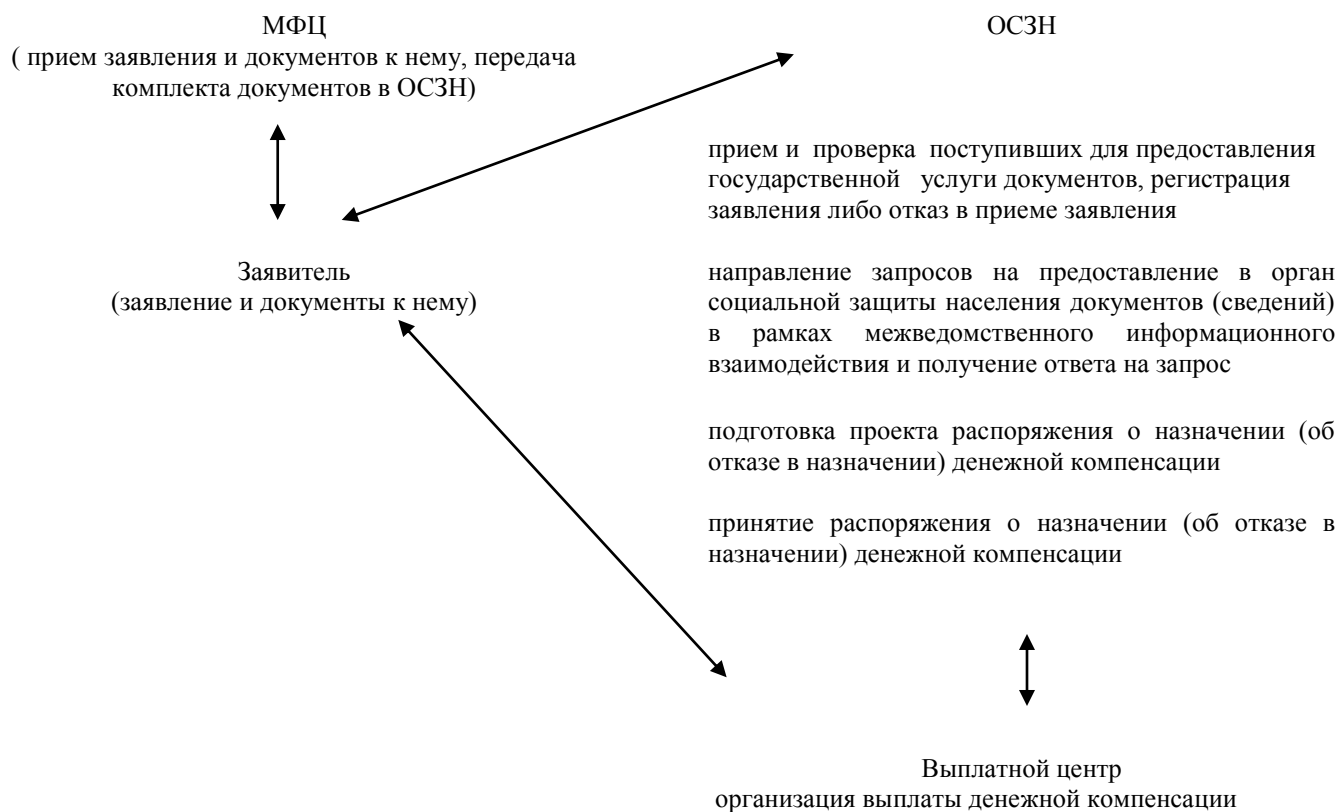 МФЦ
( прием заявления и документов к нему, передача
комплекта документов в ОСЗН)
Заявитель
(заявление и документы к нему)
ОСЗН
прием и проверка поступивших для предоставления
государственной услуги документов, регистрация
заявления либо отказ в приеме заявления
направление запросов на предоставление в орган
социальной защиты населения документов (сведений)
в рамках межведомственного информационного
взаимодействия и получение ответа на запрос
подготовка проекта распоряжения о назначении (об
отказе в назначении) денежной компенсации
принятие распоряжения о назначении (об отказе в
назначении) денежной компенсации
Выплатной центр
организация выплаты денежной компенсации